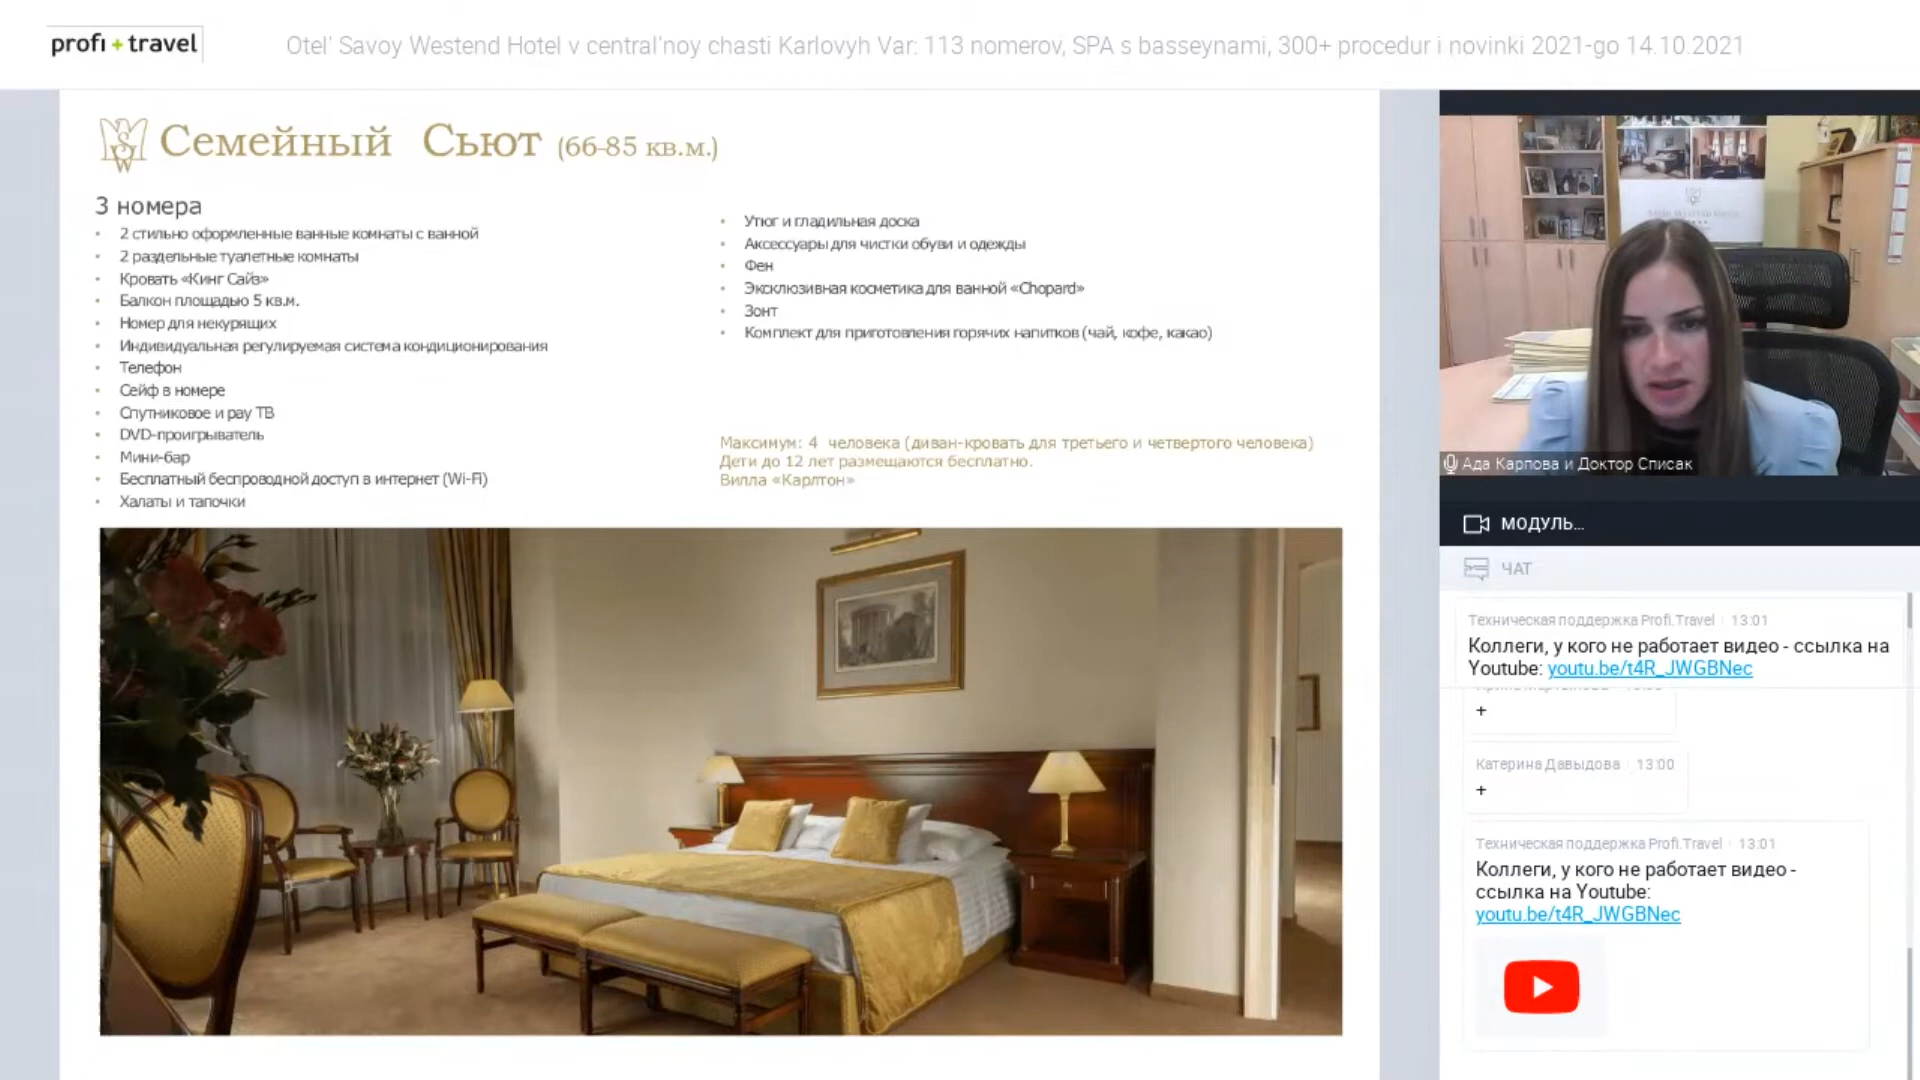 profi + travel
Otel' Savoy Westend Hotel v central'noy chasti Karlovyh Var: 113 nomerov, SPA s basseynami, 300+ procedur i novinki 2021-go 14.10.2021
Семейный Сьют (66-85 кв.м.)
3 номера
• 2 стильно оформленные ванные комнаты с ванной
• 2 раздельные туалетные комнаты
• Кровать «Кинг Сайз»
• Балкон площадью 5 кв.м.
• Номер для некурящих
• Индивидуальная регулируемая система кондиционирования
• Телефон
• Сейф в номере
• Спутниковое и pay ТВ
• DVD-проигрыватель
• Мини-бар
• Бесплатный беспроводной доступ в интернет (Wi-Fi)
• Халаты и тапочки
• Утюг и гладильная доска
• Аксессуары для чистки обуви и одежды
• Фен
• Эксклюзивная косметика для ванной «Chopard»
• Зонт
• Комплект для приготовления горячих напитков (чай, кофе, какао)
Максимум: 4 человека (диван-кровать для третьего и четвертого человека)
Дети до 12 лет размещаются бесплатно.
Вилла «Карлтон»
Ада Карпова и Доктор Списак
МОДУЛЬ...
ЧАТ
Техническая поддержка Profi.Travel 13:01
Коллеги, у кого не работает видео - ссылка на
Youtube: youtu.be/t4R_JWGBNec
+
Катерина Давыдова 13:00
+
Техническая поддержка Profi.Travel 13:01
Коллеги, у кого не работает видео -
ссылка на Youtube:
youtu.be/t4R_JWGBNec